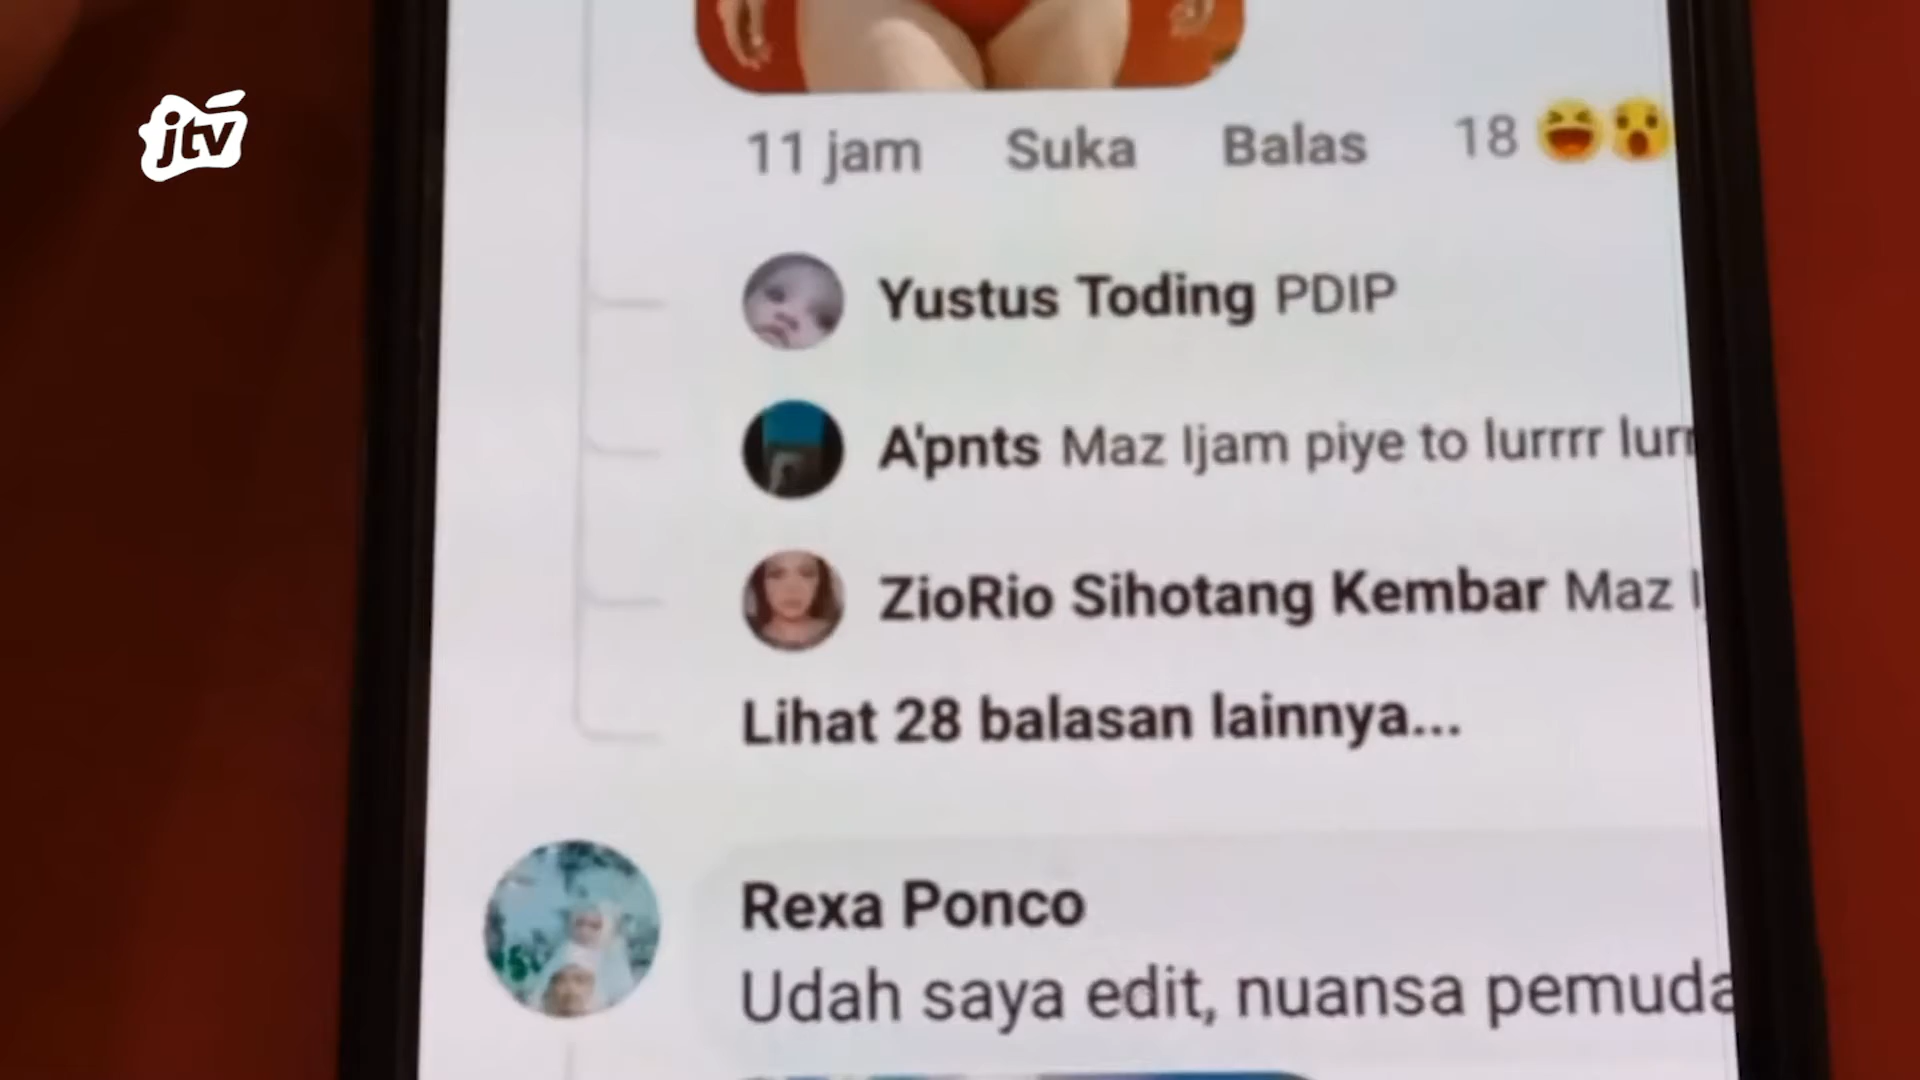 jtv
11 jam Suka Balas 18
Yustus Toding PDIP
A'pnts Maz Ijam piye to lurrrr lurr
ZioRio Sihotang Kembar Maz I
Lihat 28 balasan lainnya...
Rexa Ponco
Udah saya edit, nuansa pemuda